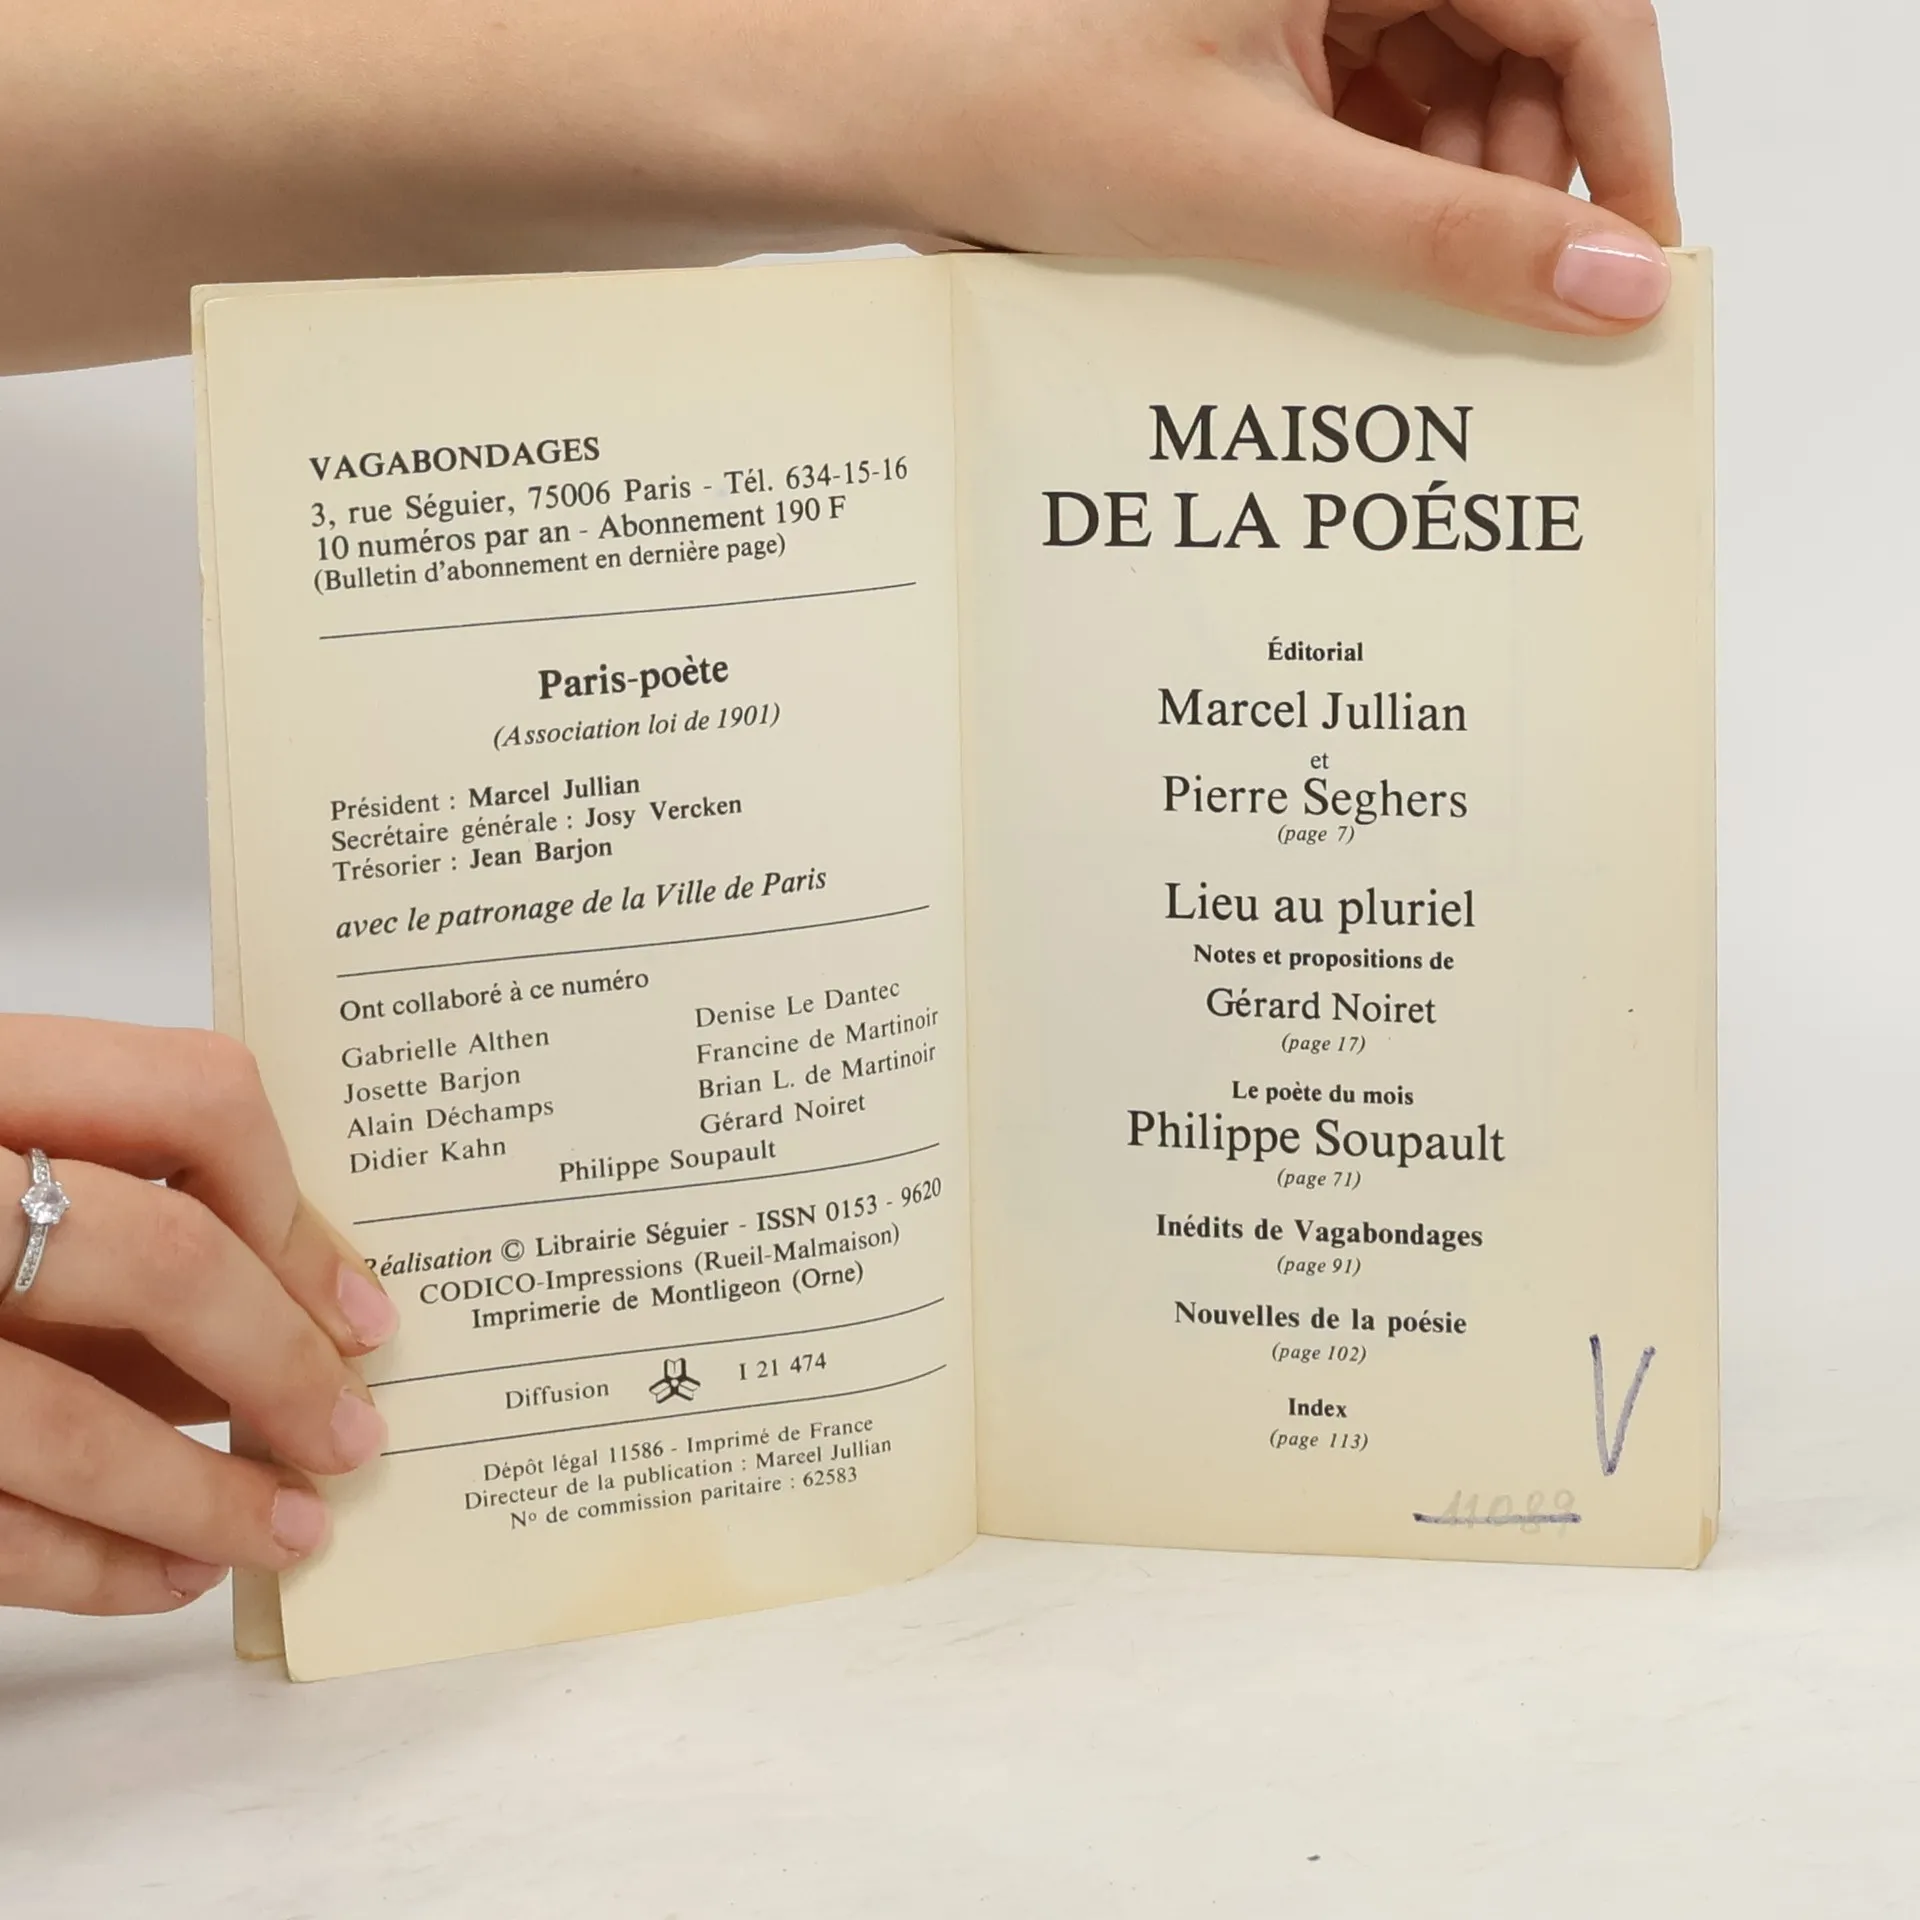 VAGABONDAGES
3, rue Séguier, 75006 Paris - Tél. 634-15-16
10 numéros par an - Abonnement 190 F
(Bulletin d'abonnement en dernière page)
Paris-poète
(Association loi de 1901)
Président : Marcel Jullian
Secrétaire générale : Josy Vercken
Trésorier : Jean Barjon
avec le patronage de la Ville de Paris
Ont collaboré à ce numéro
Gabrielle Althen
Josette Barjon
Alain Déchamps
Didier Kahn
Denise Le Dantec
Francine de Martinoir
Brian L. de Martinoir
Gérard Noiret
Philippe Soupault
Réalisation © Librairie Séguier - ISSN 0153 - 9620
CODICO-Impressions (Rueil-Malmaison)
Imprimerie de Montligeon (Orne)
Diffusion I 21 474
Dépôt légal 11586 - Imprimé de France
Directeur de la publication : Marcel Jullian
Nº de commission paritaire : 62583
MAISON
DE LA POÉSIE
Éditorial
Marcel Jullian
et
Pierre Seghers
(page 7)
Lieu au pluriel
Notes et propositions de
Gérard Noiret
(page 17)
Le poète du mois
Philippe Soupault
(page 71)
Inédits de Vagabondages
(page 91)
Nouvelles de la poésie
(page 102)
Index
(page 113)
V
11089